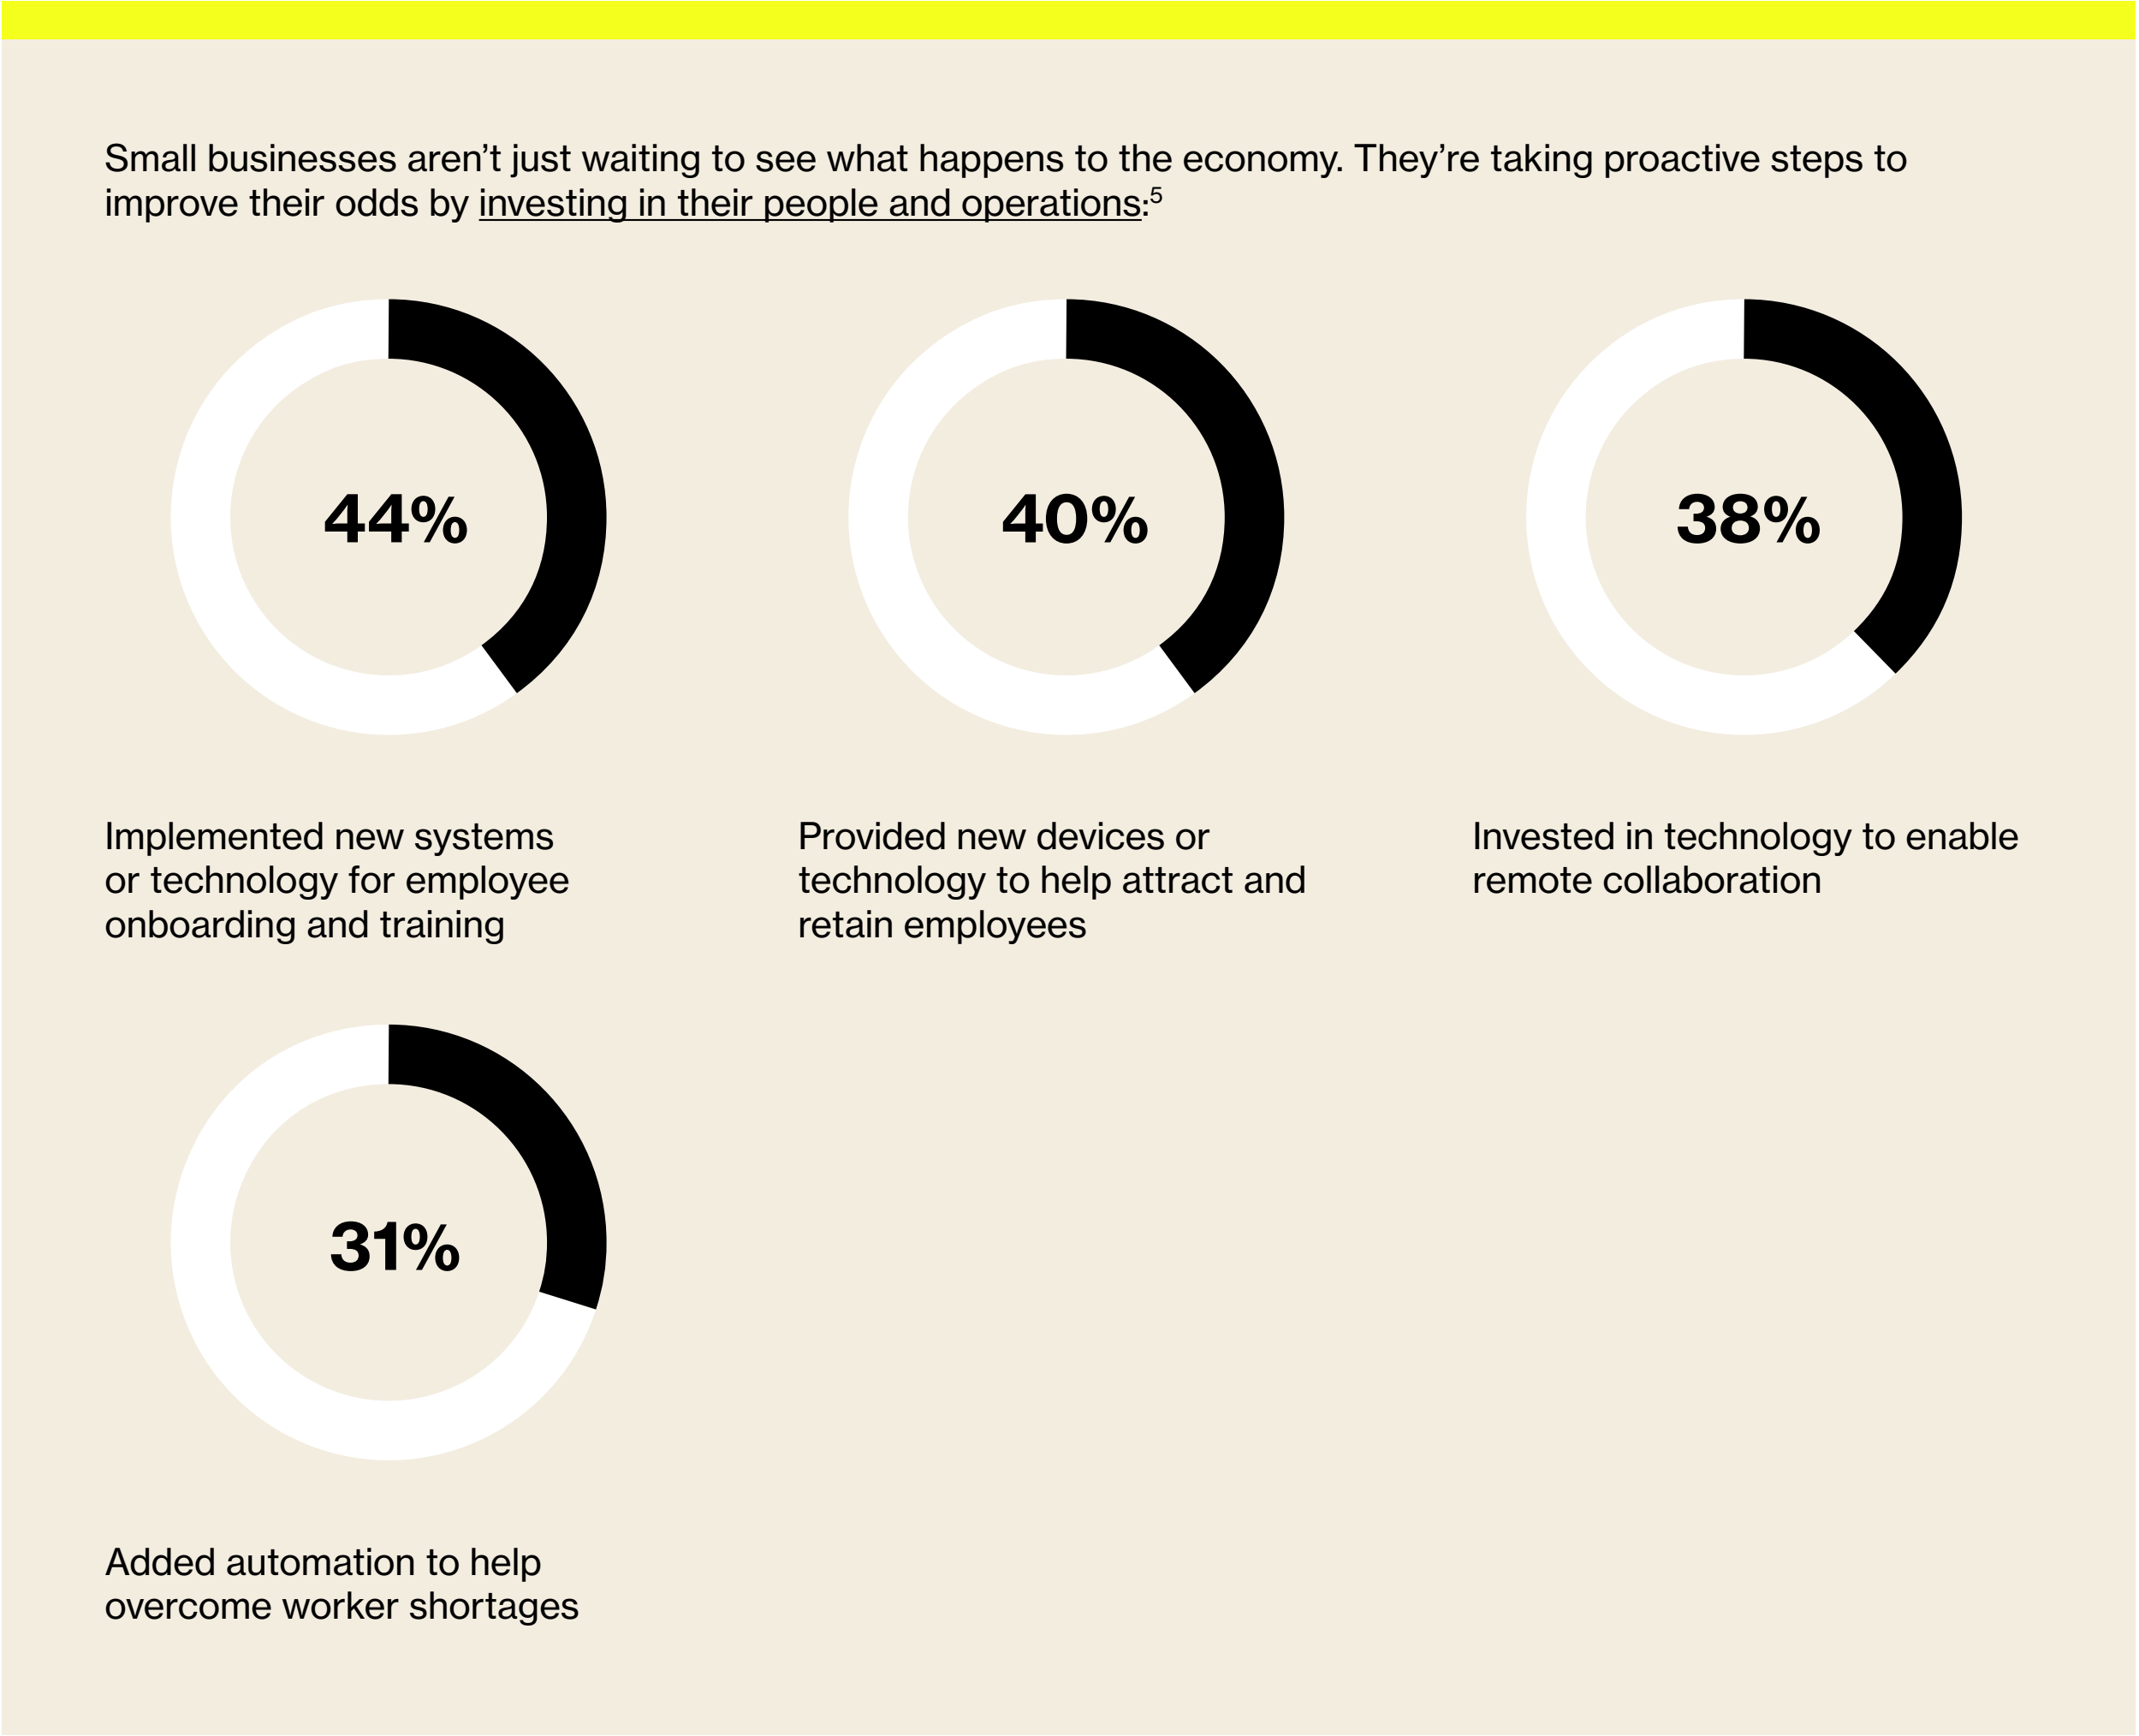 Small businesses aren’t just waiting to see what happens to the economy. They’re taking proactive steps to
improve their odds by investing in their people and operations:⁵
44%
40%
38%
Implemented new systems
or technology for employee
onboarding and training
Provided new devices or
technology to help attract and
retain employees
Invested in technology to enable
remote collaboration
31%
Added automation to help
overcome worker shortages